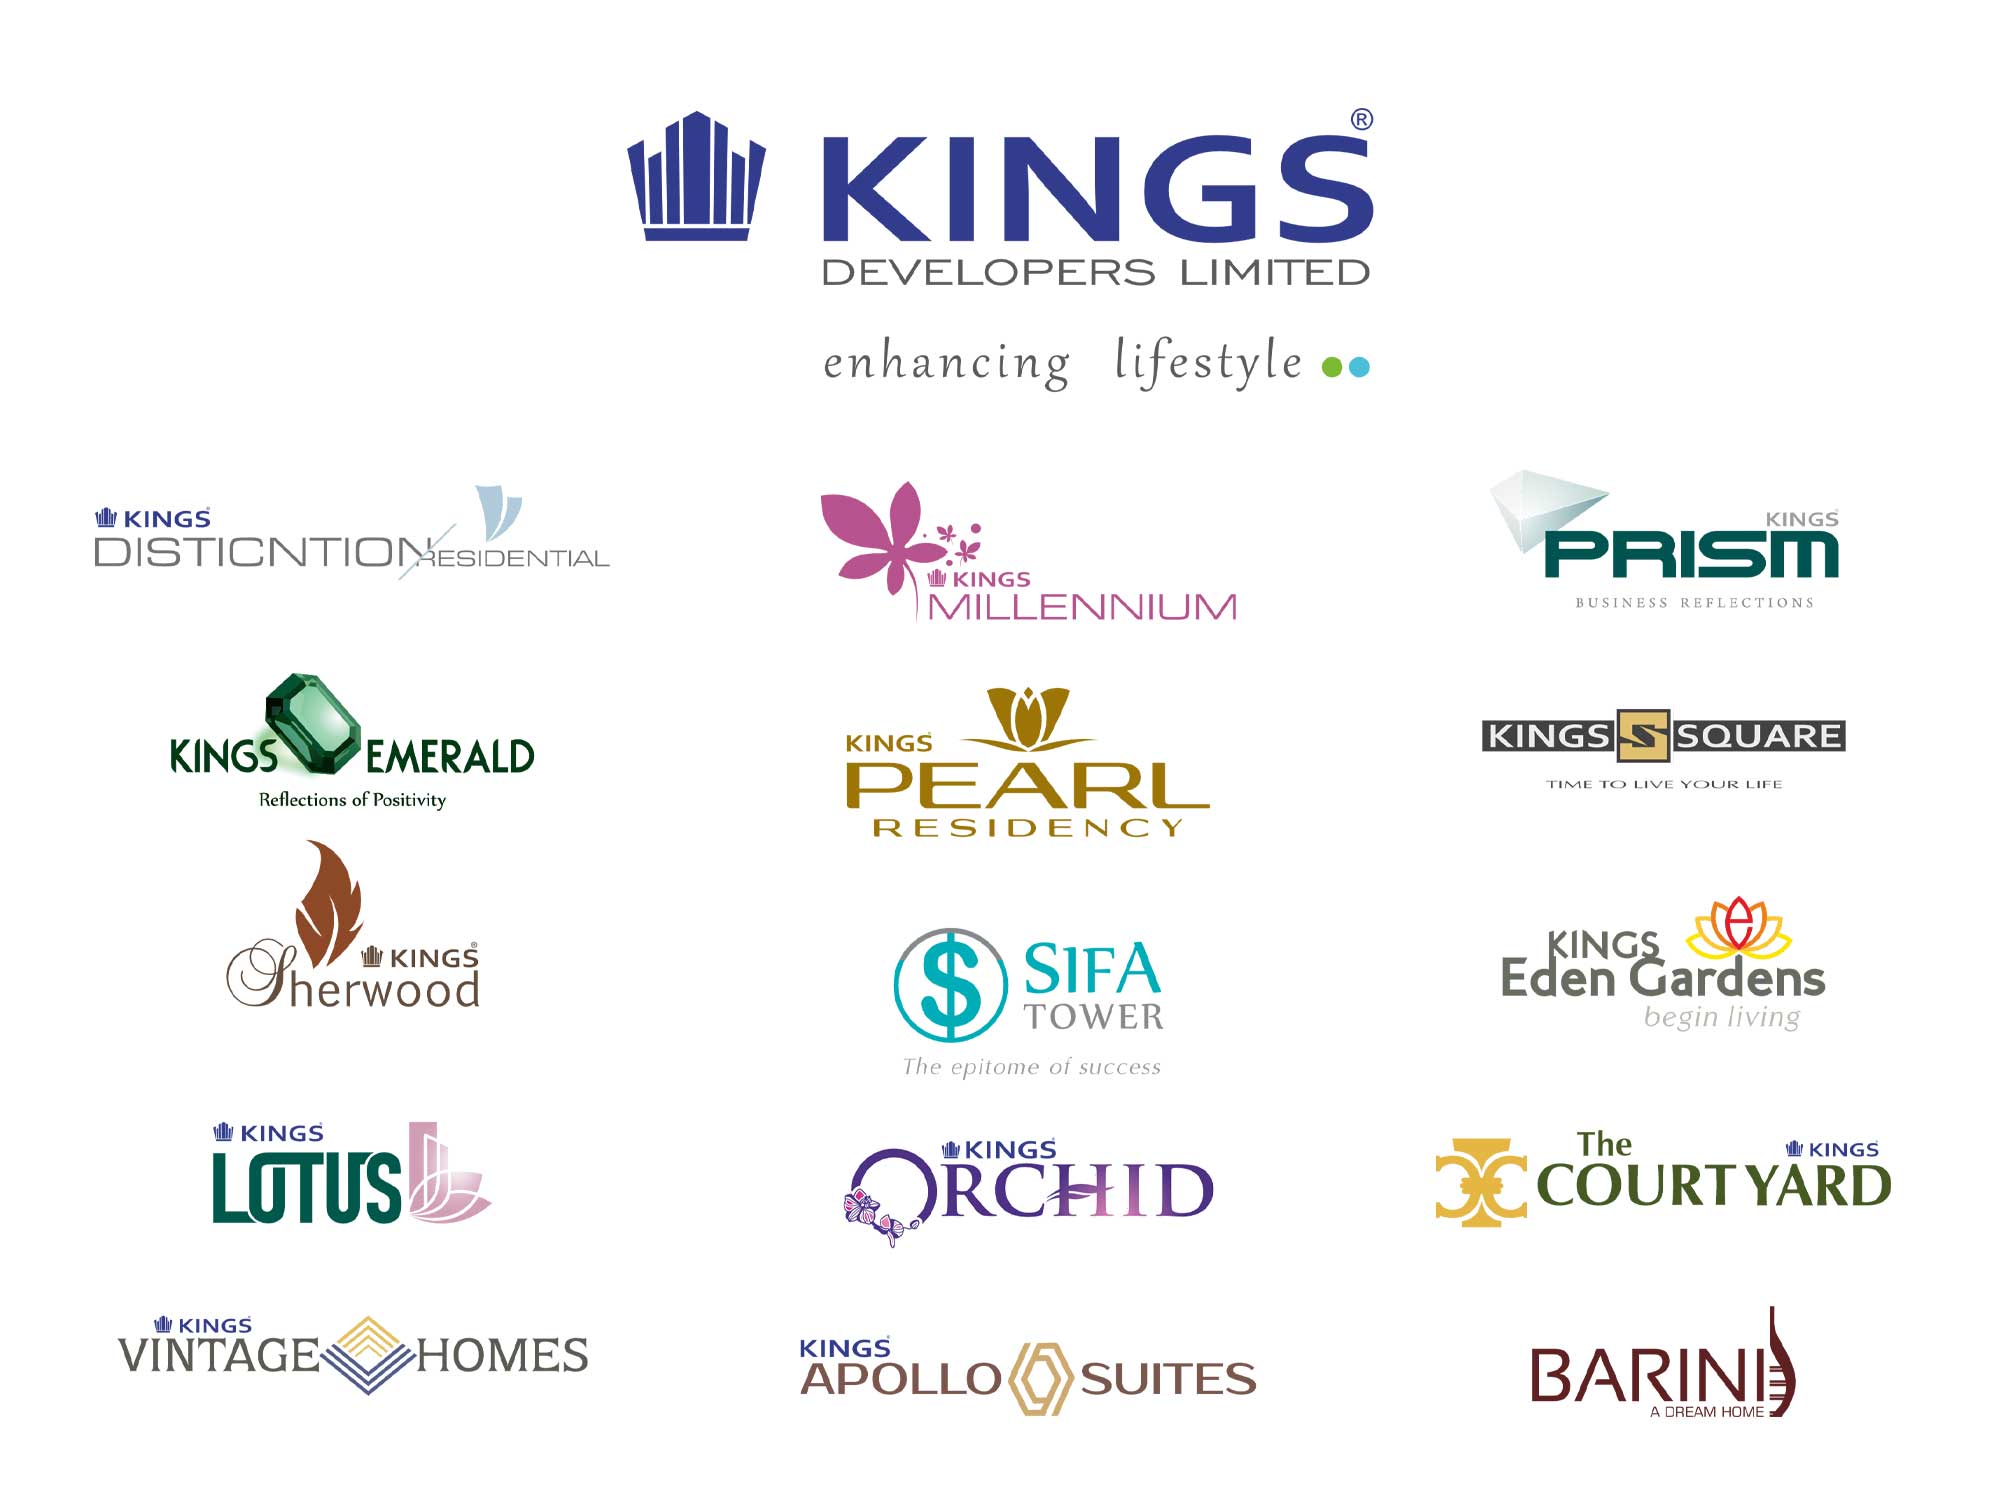 KINGS®
DEVELOPERS LIMITED
enhancing lifestyle
KINGS
DISTICNTION RESIDENTIAL
KINGS
MILLENNIUM
KINGS
PRISM
BUSINESS REFLECTIONS
KINGS EMERALD
Reflections of Positivity
KINGS
PEARL
RESIDENCY
KINGS SQUARE
TIME TO LIVE YOUR LIFE
KINGS
Sherwood
SIFA
TOWER
The epitome of success
KINGS
Eden Gardens
begin living
KINGS
LOTUS
KINGS
ORCHID
The KINGS
COURTYARD
KINGS
VINTAGE HOMES
KINGS
APOLLO SUITES
BARINI
A DREAM HOME